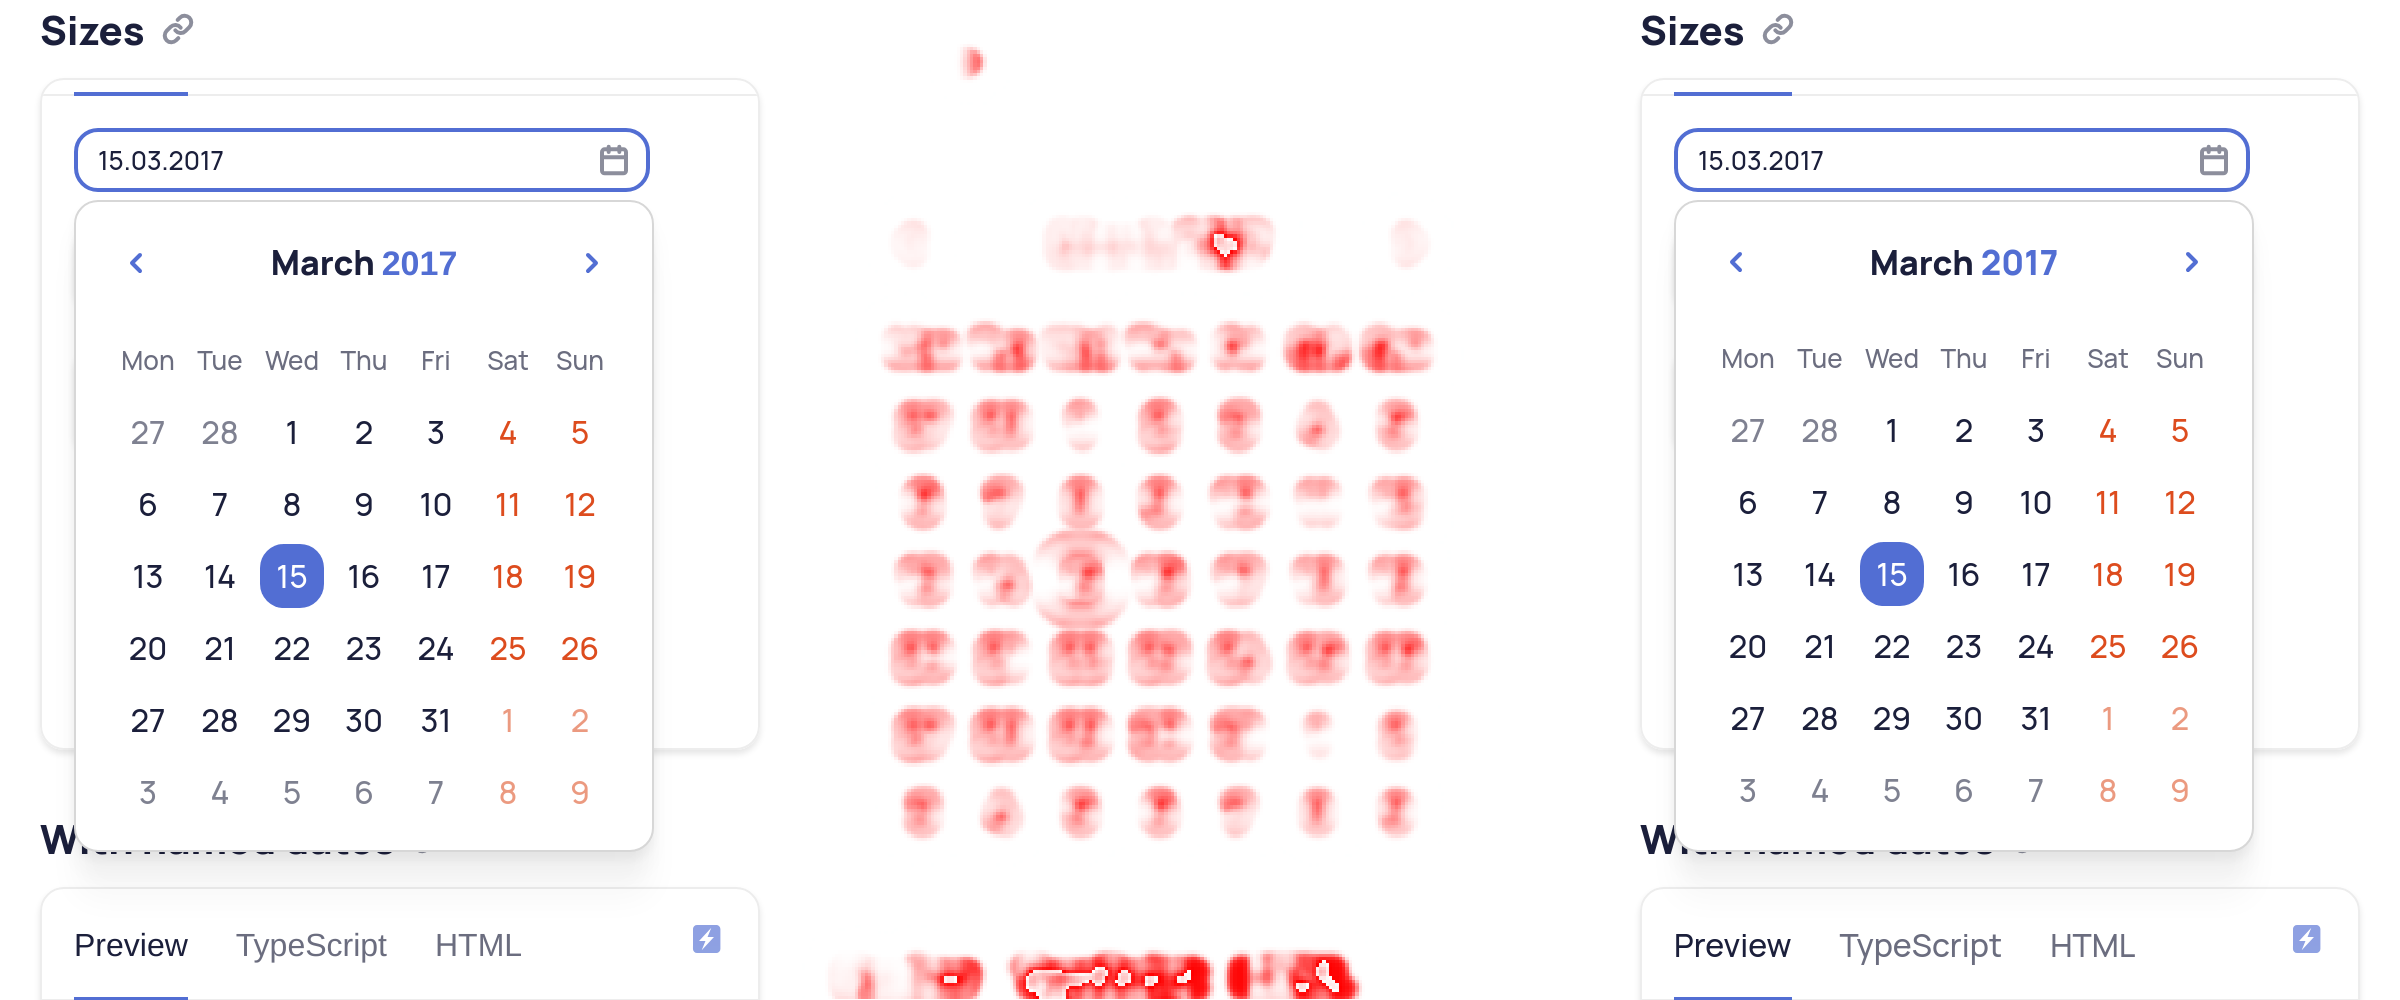 Sizes
15.03.2017
March 2017
Mon Tue Wed Thu Fri Sat Sun
27 28 1 2 3 4 5
6 7 8 9 10 11 12
13 14 15 16 17 18 19
20 21 22 23 24 25 26
27 28 29 30 31 1 2
3 4 5 6 7 8 9
With named dates
Preview TypeScript HTML
Sizes
15.03.2017
March 2017
Mon Tue Wed Thu Fri Sat Sun
27 28 1 2 3 4 5
6 7 8 9 10 11 12
13 14 15 16 17 18 19
20 21 22 23 24 25 26
27 28 29 30 31 1 2
3 4 5 6 7 8 9
With named dates
Preview TypeScript HTML